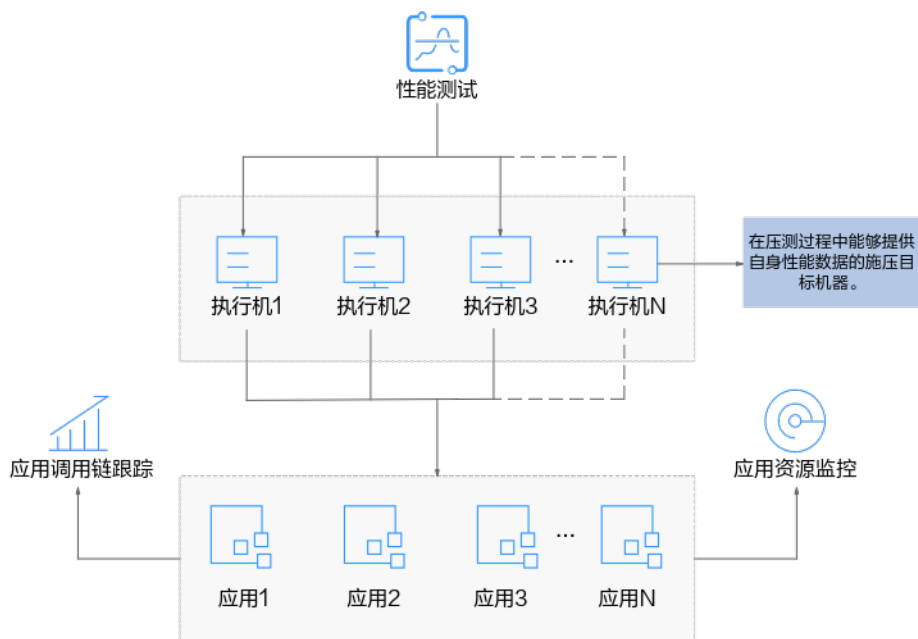 性能测试
执行机1
执行机2
执行机3
...
执行机N
在压测过程中能够提供
自身性能数据的施压目
标机器。
应用调用链跟踪
应用资源监控
应用1
应用2
应用3
...
应用N